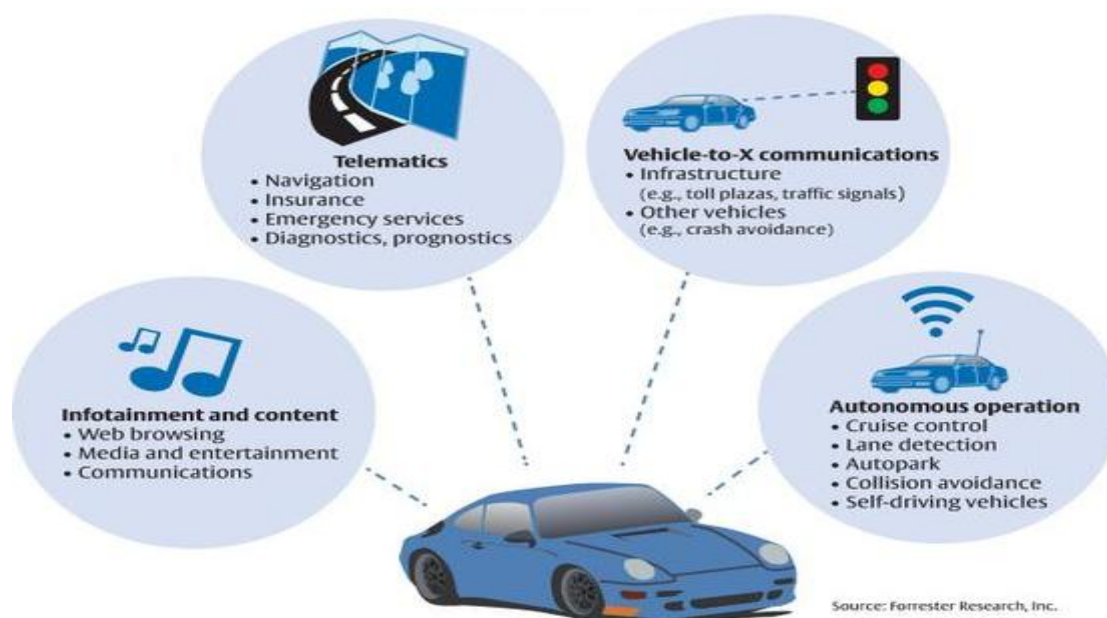 Telematics
• Navigation
• Insurance
• Emergency services
• Diagnostics, prognostics
Vehicle-to-X communications
• Infrastructure
(e.g., toll plazas, traffic signals)
• Other vehicles
(e.g., crash avoidance)
Infotainment and content
• Web browsing
• Media and entertainment
• Communications
Autonomous operation
• Cruise control
• Lane detection
• Autopark
• Collision avoidance
• Self-driving vehicles
Source: Forrester Research, Inc.